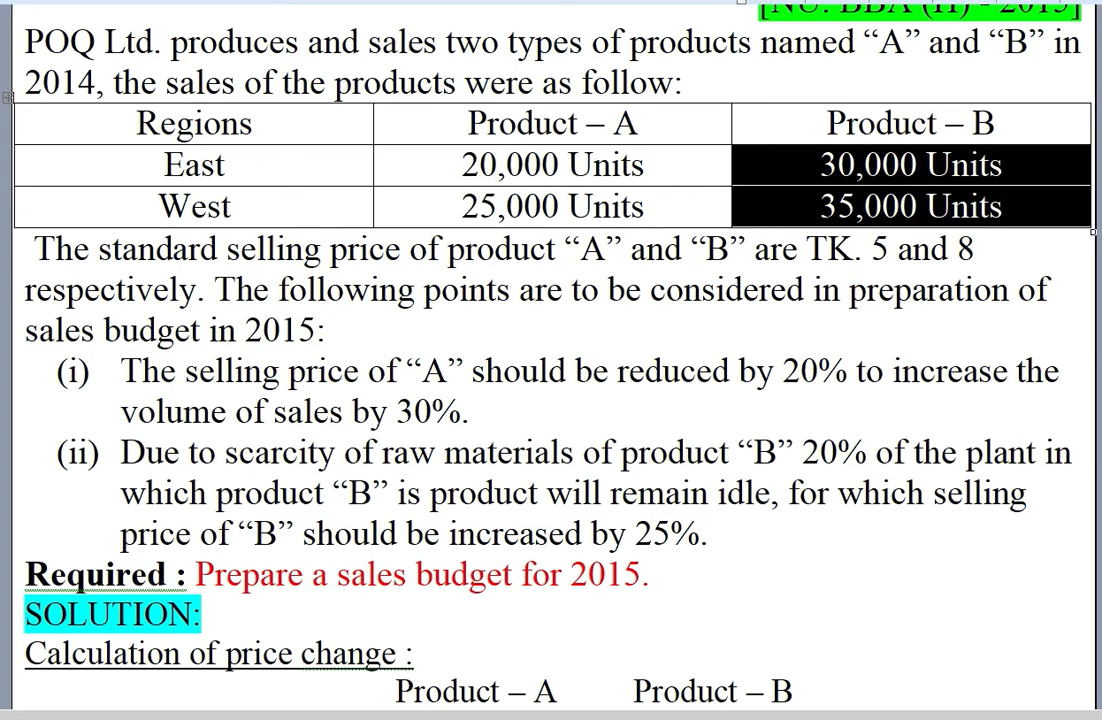 [NU: BBA (H) - 2015]
POQ Ltd. produces and sales two types of products named “A” and “B” in
2014, the sales of the products were as follow:
Regions Product – A Product – B
East 20,000 Units 30,000 Units
West 25,000 Units 35,000 Units
The standard selling price of product “A” and “B” are TK. 5 and 8
respectively. The following points are to be considered in preparation of
sales budget in 2015:
(i) The selling price of “A” should be reduced by 20% to increase the
volume of sales by 30%.
(ii) Due to scarcity of raw materials of product “B” 20% of the plant in
which product “B” is product will remain idle, for which selling
price of “B” should be increased by 25%.
Required : Prepare a sales budget for 2015.
SOLUTION:
Calculation of price change :
Product – A Product – B